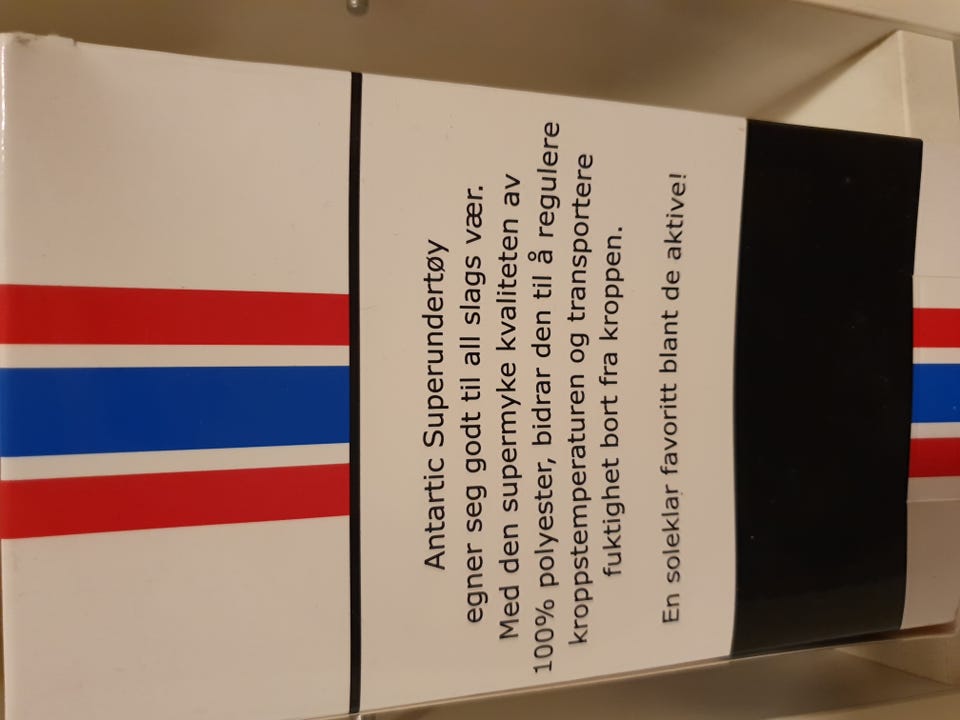 Antartic Superundertøy
egner seg godt til all slags vær.
Med den supermyke kvaliteten av
100% polyester, bidrar den til å regulere
kroppstemperaturen og transportere
fuktighet bort fra kroppen.
En soleklar favoritt blant de aktive!